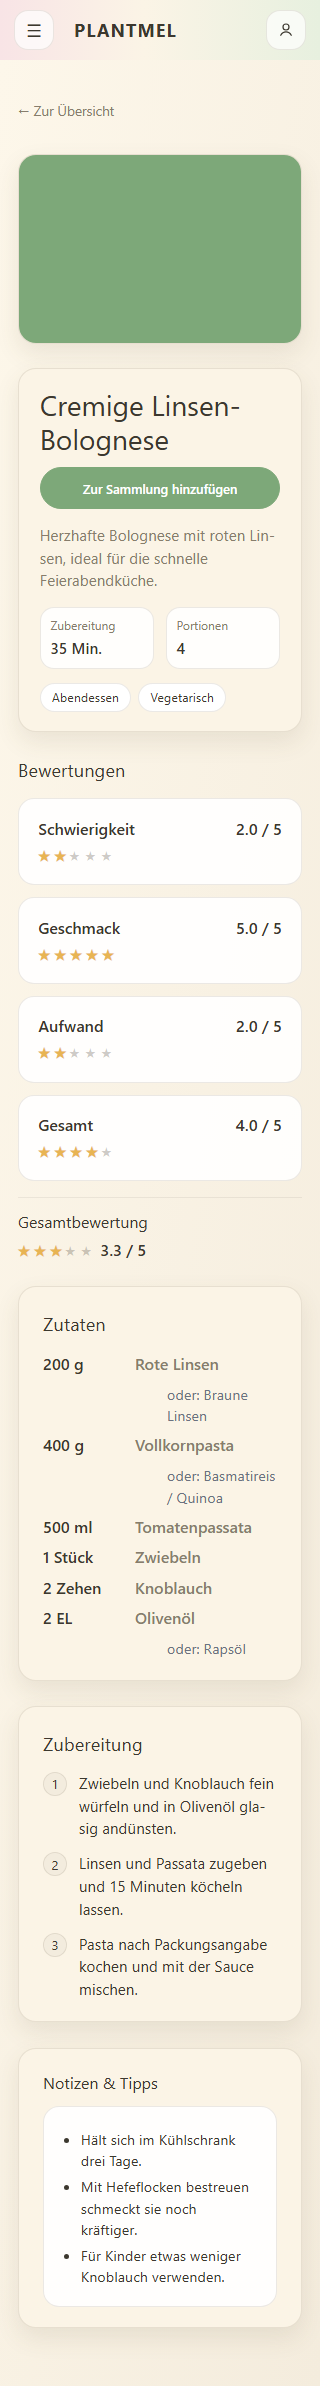 ☰ PLANTMEL
← Zur Übersicht
Cremige Linsen-
Bolognese
Zur Sammlung hinzufügen
Herzhafte Bolognese mit roten Lin-
sen, ideal für die schnelle
Feierabendküche.
Zubereitung
35 Min.
Portionen
4
Abendessen
Vegetarisch
Bewertungen
Schwierigkeit 2.0 / 5
★★★★★
Geschmack 5.0 / 5
★★★★★
Aufwand 2.0 / 5
★★★★★
Gesamt 4.0 / 5
★★★★★
Gesamtbewertung
★★★★★ 3.3 / 5
Zutaten
200 g Rote Linsen
oder: Braune
Linsen
400 g Vollkornpasta
oder: Basmatireis
/ Quinoa
500 ml Tomatenpassata
1 Stück Zwiebeln
2 Zehen Knoblauch
2 EL Olivenöl
oder: Rapsöl
Zubereitung
1 Zwiebeln und Knoblauch fein
würfeln und in Olivenöl gla-
sig andünsten.
2 Linsen und Passata zugeben
und 15 Minuten köcheln
lassen.
3 Pasta nach Packungsangabe
kochen und mit der Sauce
mischen.
Notizen & Tipps
• Hält sich im Kühlschrank
drei Tage.
• Mit Hefeflocken bestreuen
schmeckt sie noch
kräftiger.
• Für Kinder etwas weniger
Knoblauch verwenden.